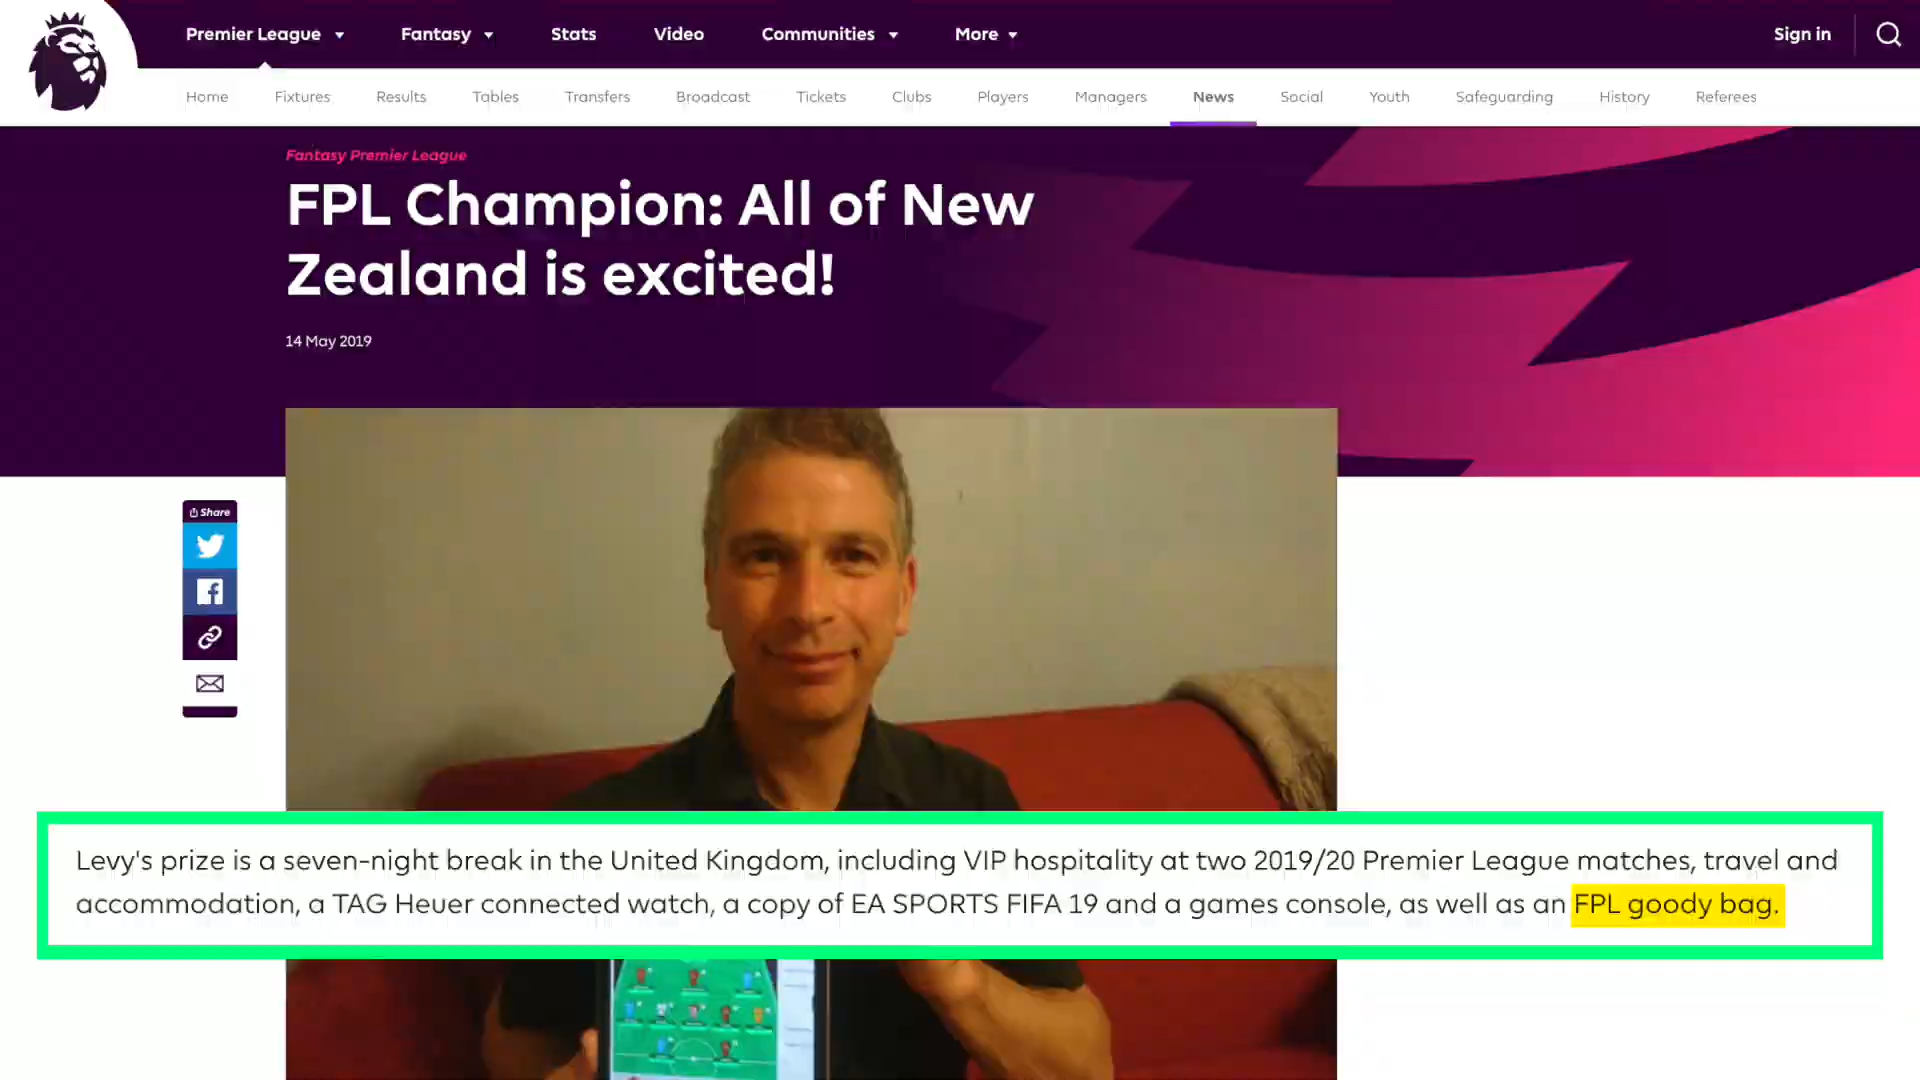 Premier League
Fantasy
Stats
Video
Communities
More
Sign in
Home
Fixtures
Results
Tables
Transfers
Broadcast
Tickets
Clubs
Players
Managers
News
Social
Youth
Safeguarding
History
Referees
Fantasy Premier League
FPL Champion: All of New
Zealand is excited!
14 May 2019
Share
Levy's prize is a seven-night break in the United Kingdom, including VIP hospitality at two 2019/20 Premier League matches, travel and
accommodation, a TAG Heuer connected watch, a copy of EA SPORTS FIFA 19 and a games console, as well as an FPL goody bag.